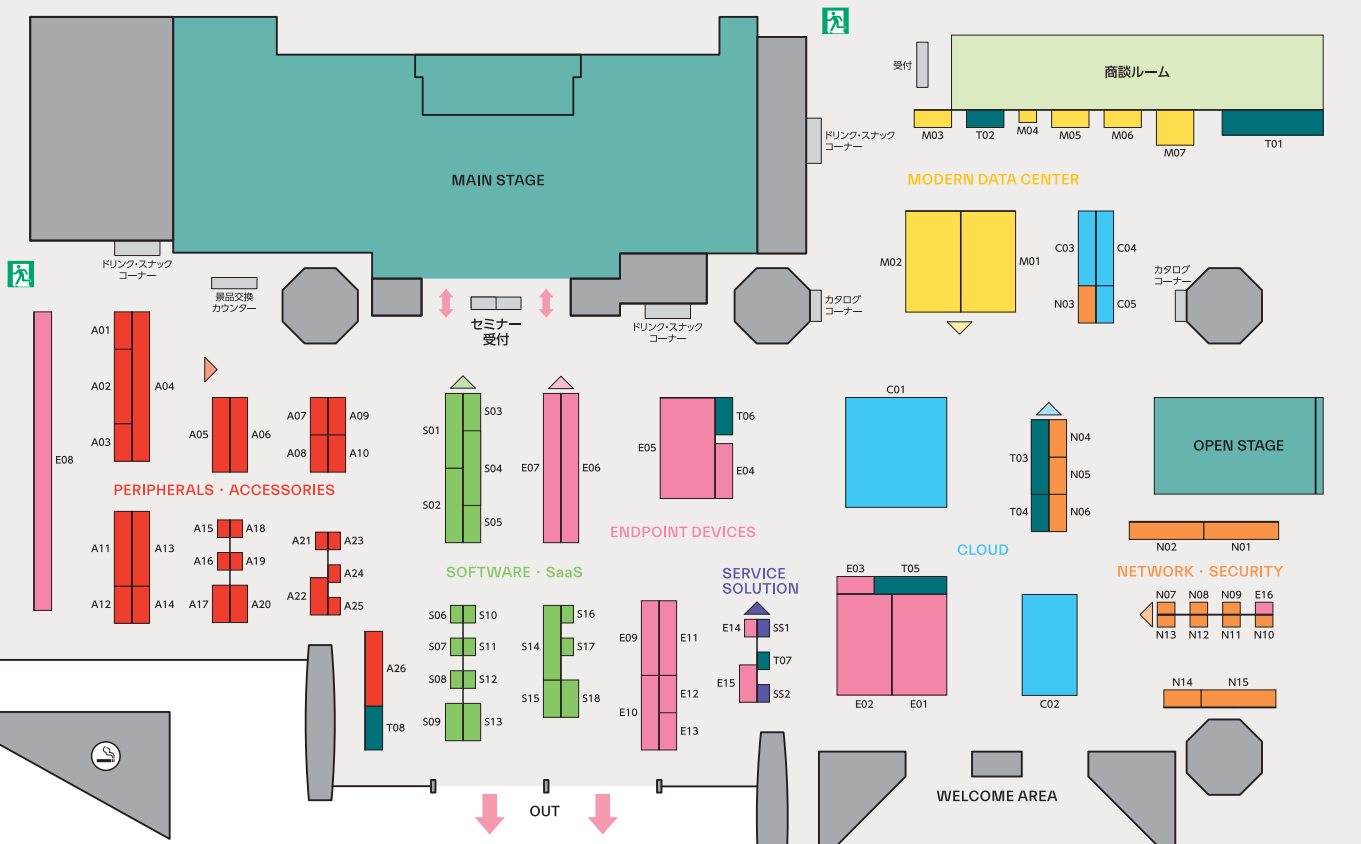 受付
商談ルーム
M03
T02
M04
M05
M06
M07
T01
ドリンク・スナック
コーナー
MAIN STAGE
MODERN DATA CENTER
M02
M01
C03
C04
N03
C05
ドリンク・スナック
コーナー
景品交換
カウンター
セミナー
受付
ドリンク・スナック
コーナー
カタログ
コーナー
カタログ
コーナー
E08
A01
A02
A03
A04
A05
A06
A07
A08
A09
A10
PERIPHERALS・ACCESSORIES
A11
A12
A13
A14
A15
A16
A17
A18
A19
A20
A21
A22
A23
A24
A25
A26
T08
S01
S02
S03
S04
S05
SOFTWARE・SaaS
S06
S07
S08
S09
S10
S11
S12
S13
S14
S15
S16
S17
S18
E07
E06
E05
T06
E04
ENDPOINT DEVICES
E09
E10
E11
E12
E13
SERVICE
SOLUTION
E14
SS1
T07
E15
SS2
C01
T03
T04
N04
N05
N06
CLOUD
E03
T05
E02
E01
C02
OPEN STAGE
N02
N01
NETWORK・SECURITY
N07
N08
N09
E16
N13
N12
N11
N10
N14
N15
WELCOME AREA
OUT